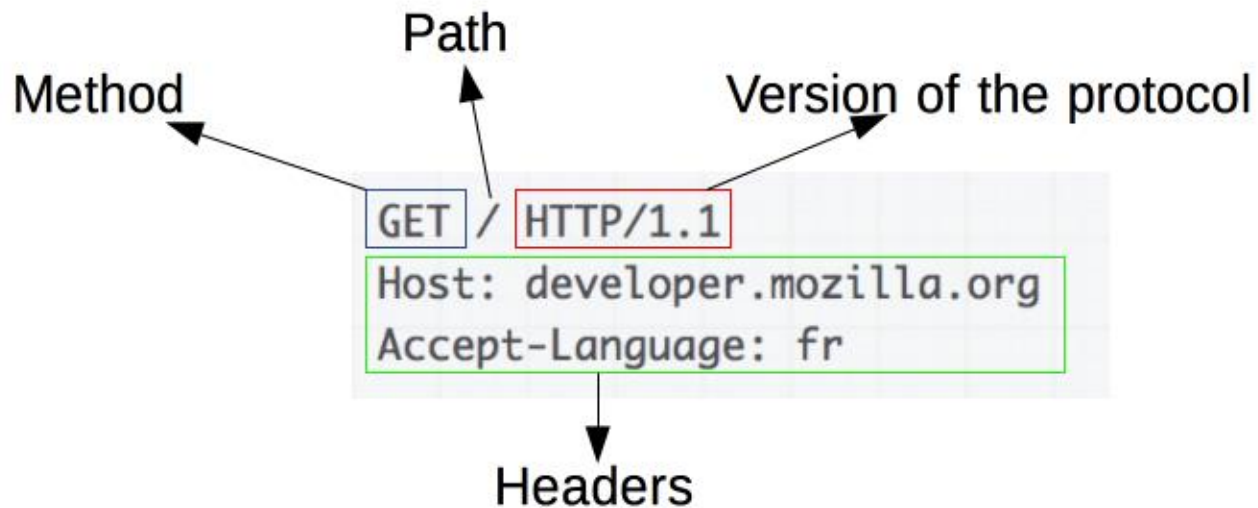 Path
Method
Version of the protocol
GET / HTTP/1.1
Host: developer.mozilla.org
Accept-Language: fr
Headers